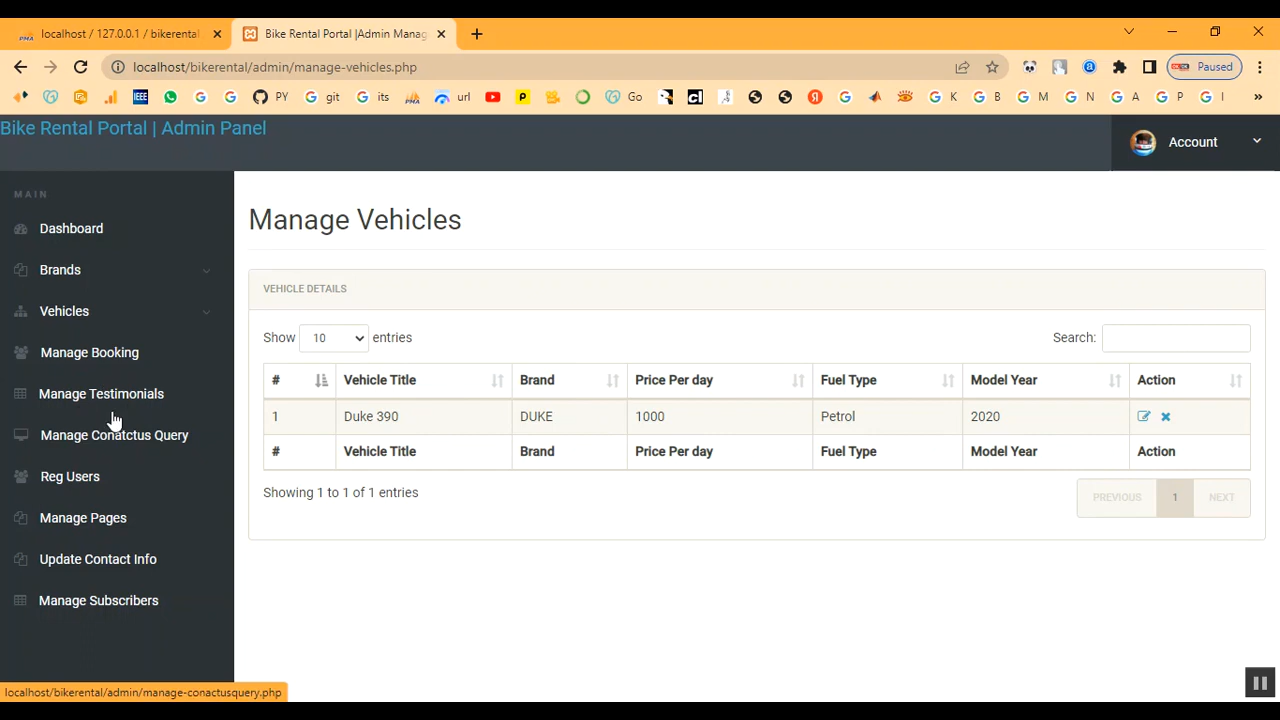 localhost / 127.0.0.1 / bikerental
Bike Rental Portal |Admin Manag
localhost/bikerental/admin/manage-vehicles.php
Paused
IEEE
PY
git
its
url
Go
K
B
M
N
A
P
I
Bike Rental Portal | Admin Panel
Account
MAIN
Dashboard
Brands
Vehicles
Manage Booking
Manage Testimonials
Manage Conatctus Query
Reg Users
Manage Pages
Update Contact Info
Manage Subscribers
Manage Vehicles
VEHICLE DETAILS
Show 10 entries
Search:
# Vehicle Title Brand Price Per day Fuel Type Model Year Action
1 Duke 390 DUKE 1000 Petrol 2020
# Vehicle Title Brand Price Per day Fuel Type Model Year Action
Showing 1 to 1 of 1 entries
PREVIOUS 1 NEXT
localhost/bikerental/admin/manage-conactusquery.php